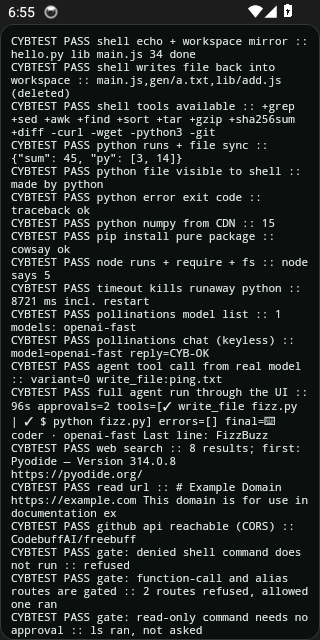 6:55
CYBTEST PASS shell echo + workspace mirror ::
hello.py lib main.js 34 done
CYBTEST PASS shell writes file back into
workspace :: main.js,gen/a.txt,lib/add.js
(deleted)
CYBTEST PASS shell tools available :: +grep
+sed +awk +find +sort +tar +gzip +sha256sum
+diff -curl -wget -python3 -git
CYBTEST PASS python runs + file sync ::
{"sum": 45, "py": [3, 14]}
CYBTEST PASS python file visible to shell ::
made by python
CYBTEST PASS python error exit code ::
traceback ok
CYBTEST PASS python numpy from CDN :: 15
CYBTEST PASS pip install pure package ::
cowsay ok
CYBTEST PASS node runs + require + fs :: node
says 5
CYBTEST PASS timeout kills runaway python ::
8721 ms incl. restart
CYBTEST PASS pollinations model list :: 1
models: openai-fast
CYBTEST PASS pollinations chat (keyless) ::
model=openai-fast reply=CYB-OK
CYBTEST PASS agent tool call from real model
:: variant=0 write_file:ping.txt
CYBTEST PASS full agent run through the UI ::
96s approvals=2 tools=[✓ write_file fizz.py
| ✓ $ python fizz.py] errors=[] final=⌨
coder · openai-fast Last line: FizzBuzz
CYBTEST PASS web search :: 8 results; first:
Pyodide — Version 314.0.8
https://pyodide.org/
CYBTEST PASS read url :: # Example Domain
https://example.com This domain is for use in
documentation ex
CYBTEST PASS github api reachable (CORS) ::
CodebuffAI/freebuff
CYBTEST PASS gate: denied shell command does
not run :: refused
CYBTEST PASS gate: function-call and alias
routes are gated :: 2 routes refused, allowed
one ran
CYBTEST PASS gate: read-only command needs no
approval :: ls ran, not asked